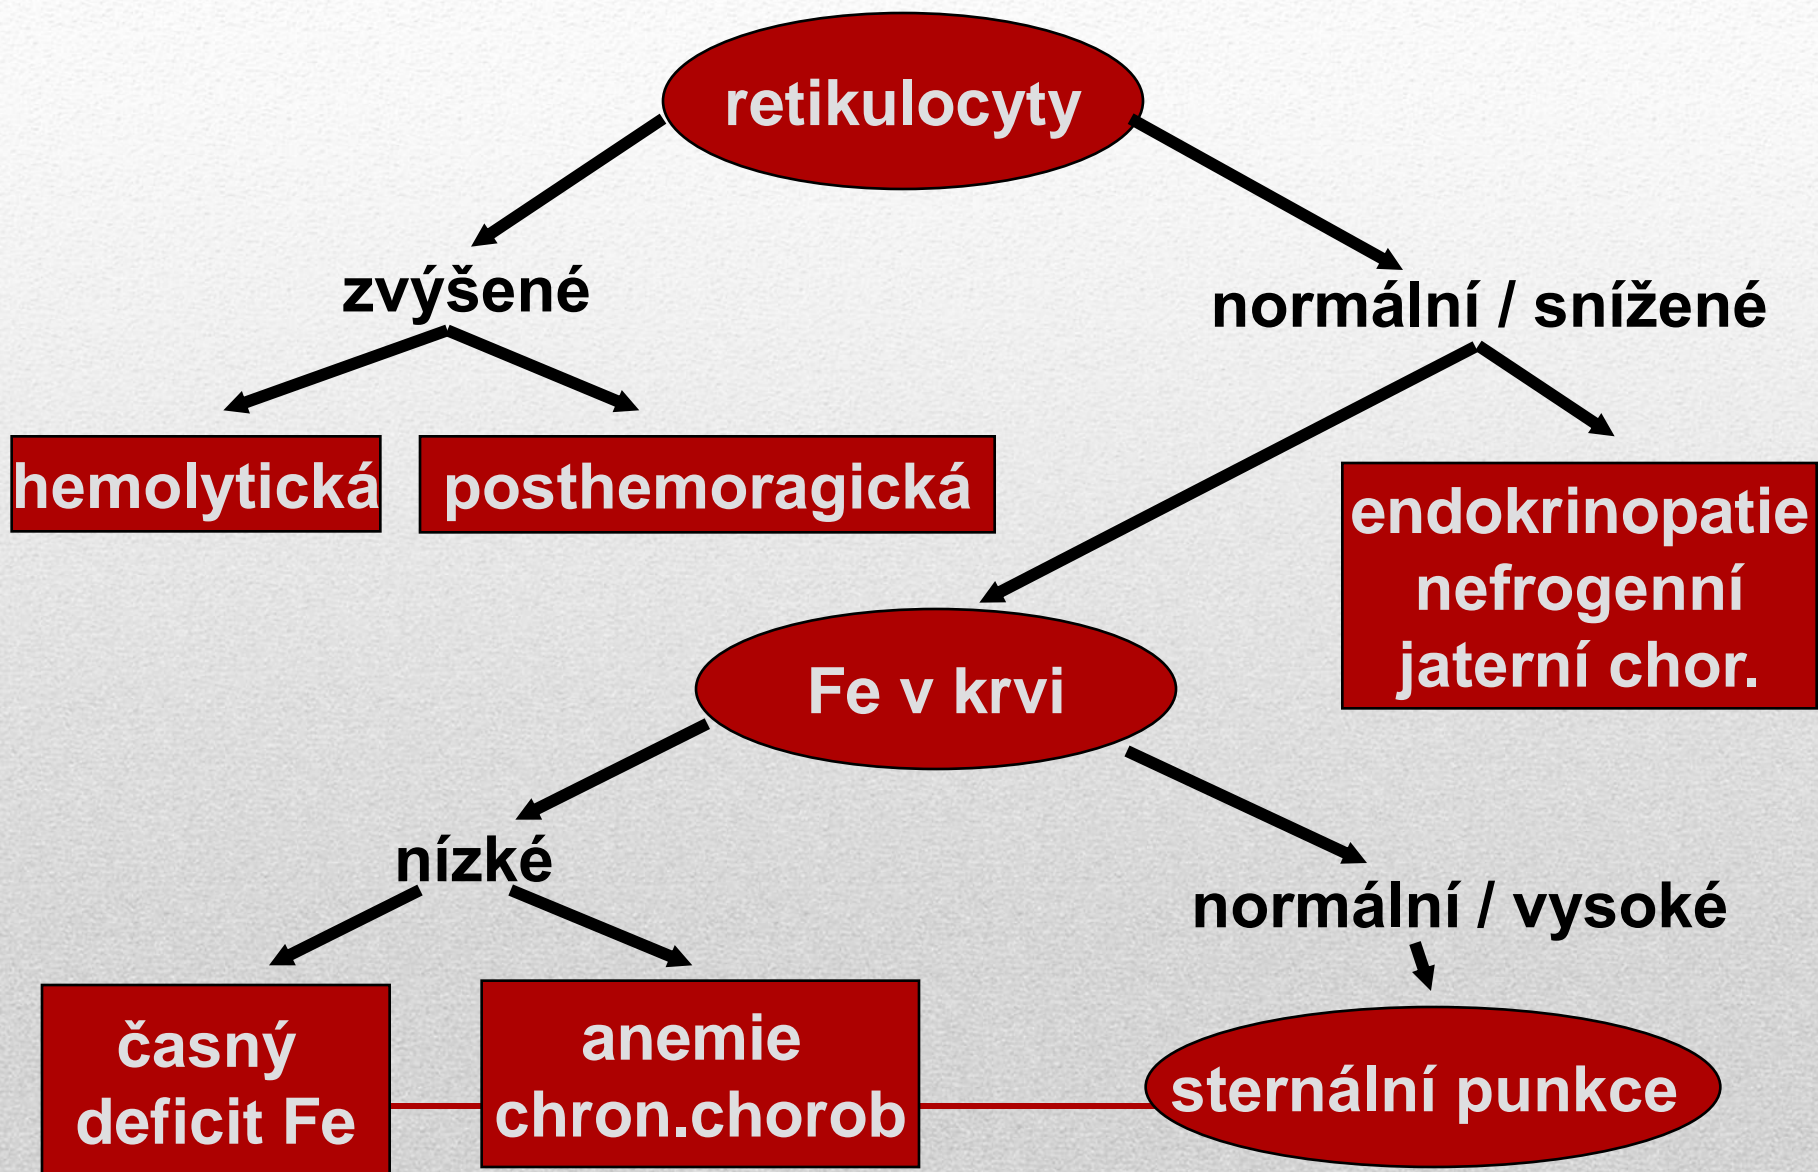 retikulocyty
zvýšené
normální / snížené
hemolytická
posthemoragická
endokrinopatie
nefrogenní
jaterní chor.
Fe v krvi
nízké
normální / vysoké
časný
deficit Fe
anemie
chron.chorob
sternální punkce